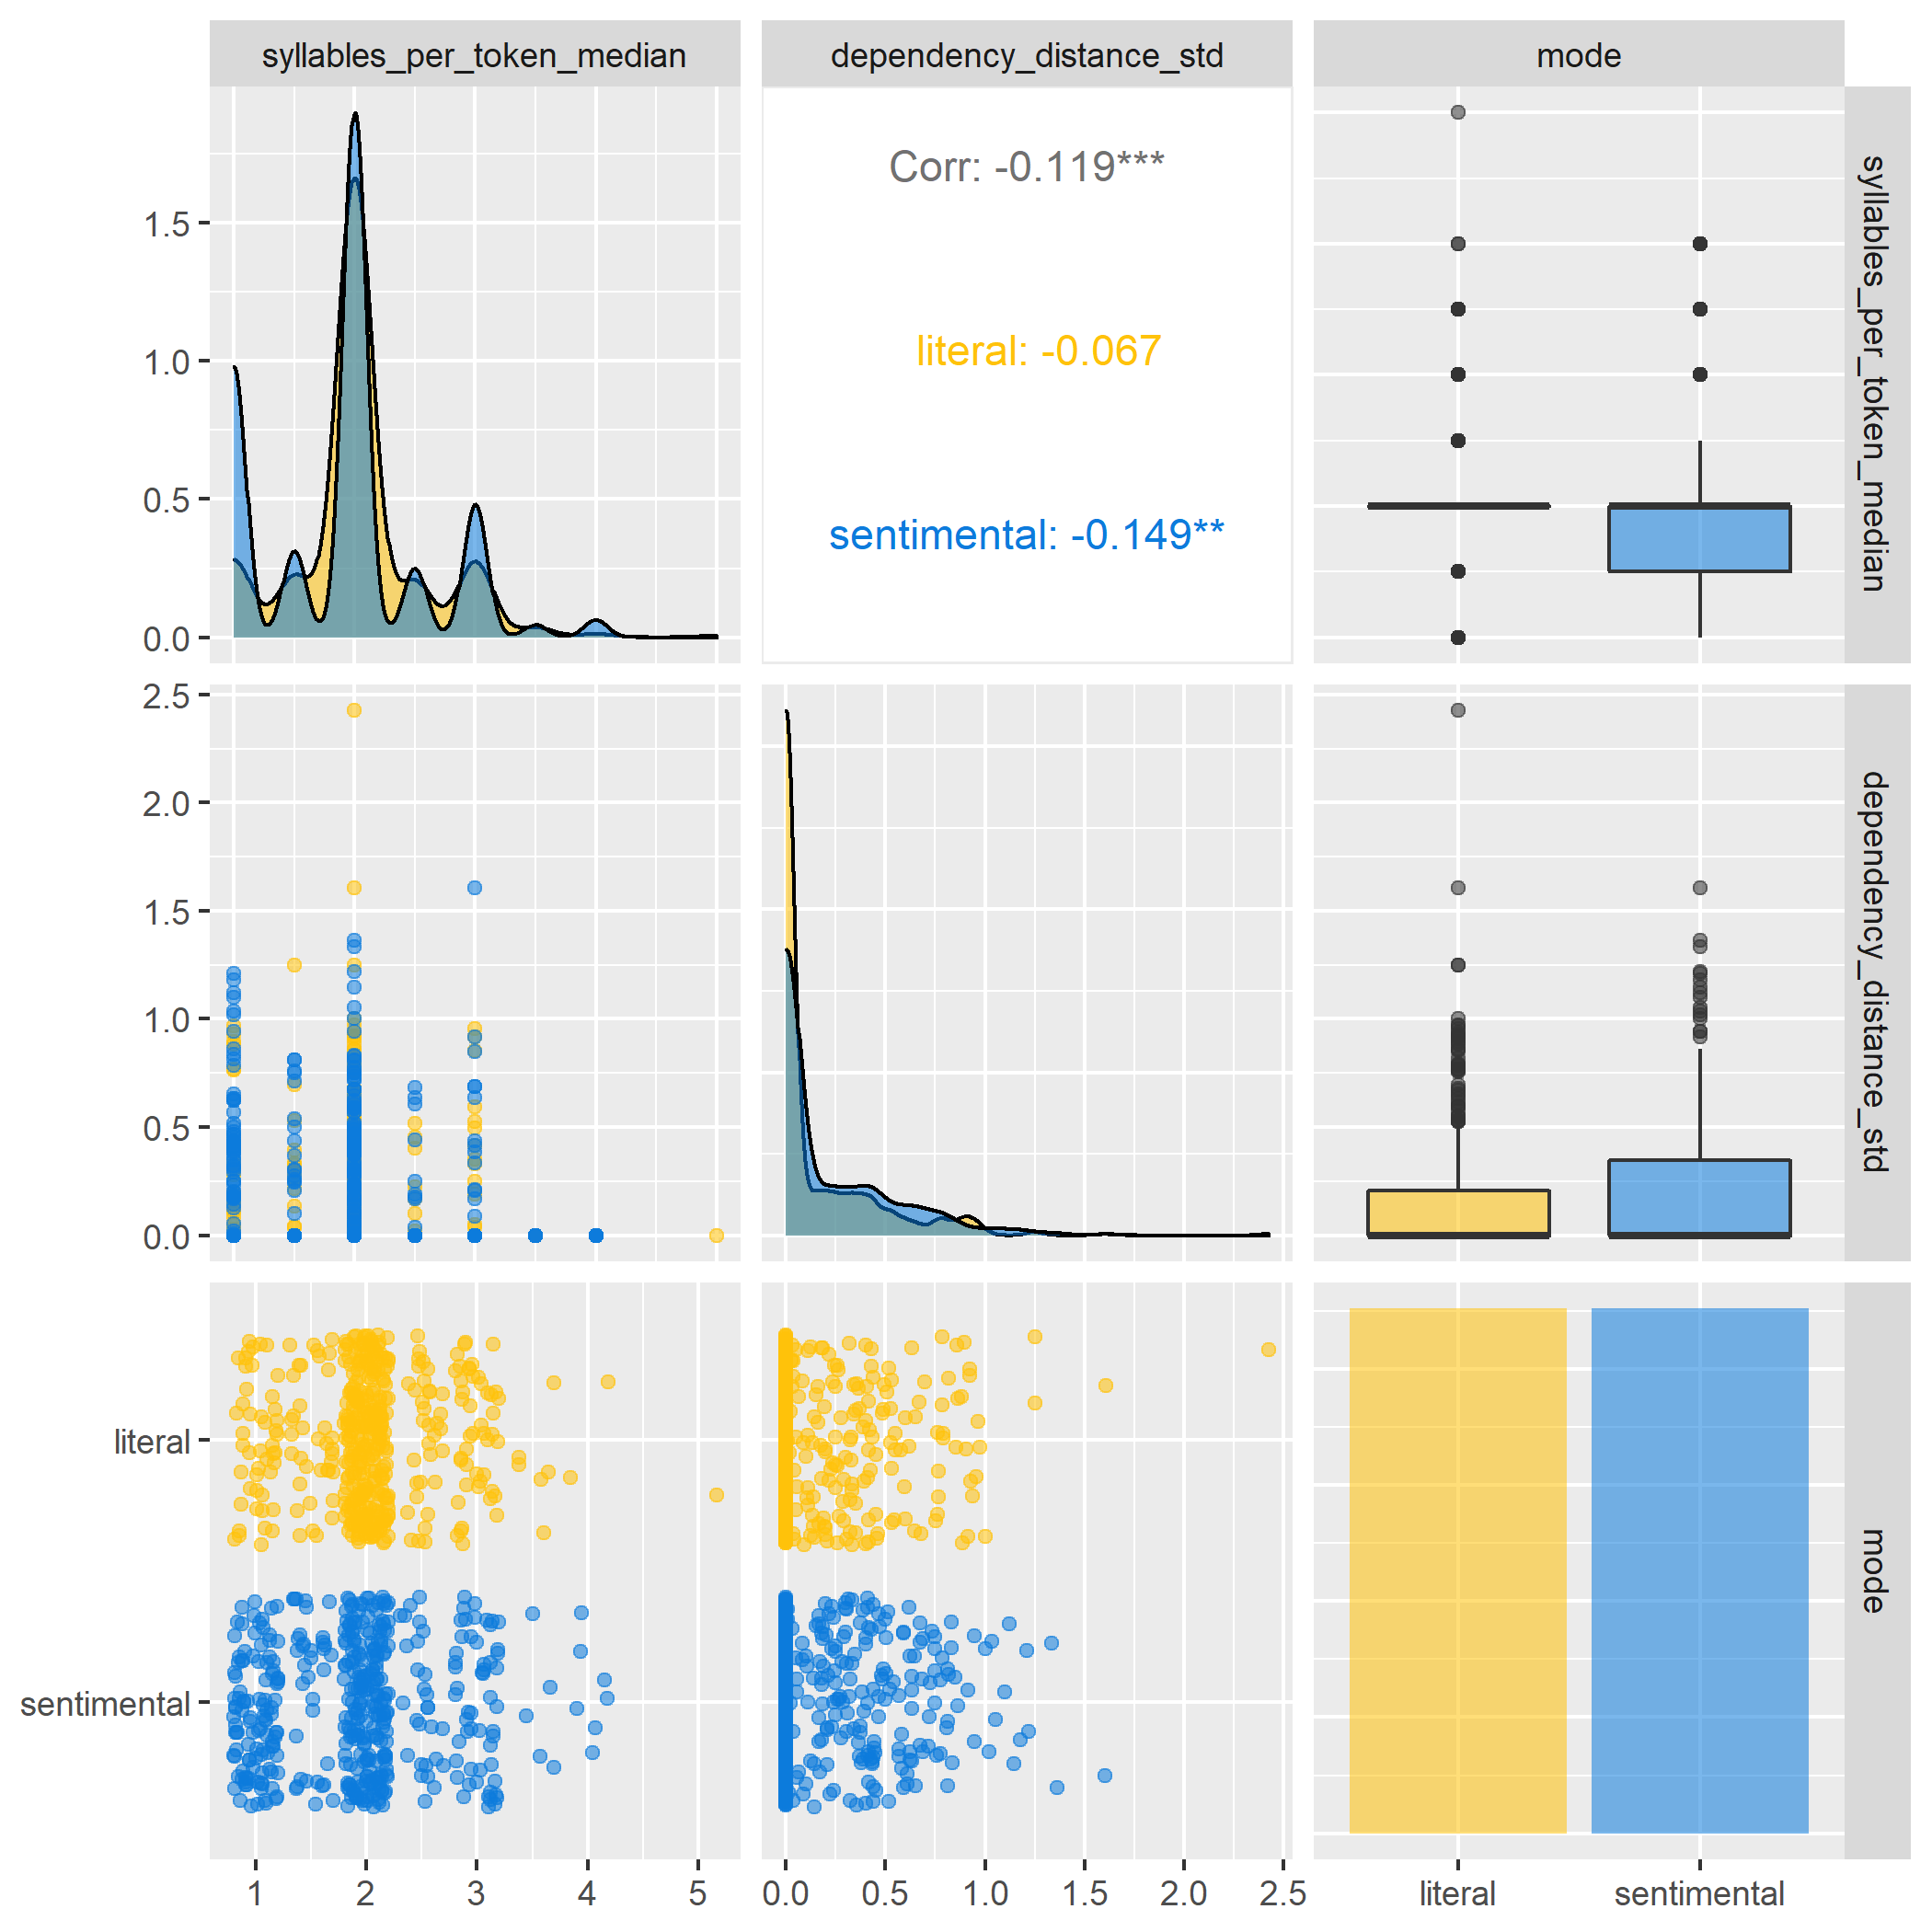 syllables_per_token_median
dependency_distance_std
mode
1.5
1.0
0.5
0.0
Corr: -0.119***
literal: -0.067
sentimental: -0.149**
syllables_per_token_median
2.5
2.0
1.5
1.0
0.5
0.0
dependency_distance_std
literal
sentimental
mode
1 2 3 4 5
0.0 0.5 1.0 1.5 2.0 2.5
literal sentimental